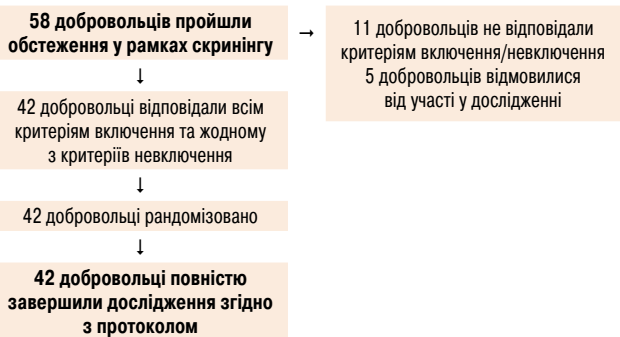 58 добровольців пройшли
обстеження у рамках скринінгу
→
11 добровольців не відповідали
критеріям включення/невключення
5 добровольців відмовилися
від участі у дослідженні
↓
42 добровольці відповідали всім
критеріям включення та жодному
з критеріїв невключення
↓
42 добровольці рандомізовано
↓
42 добровольці повністю
завершили дослідження згідно
з протоколом